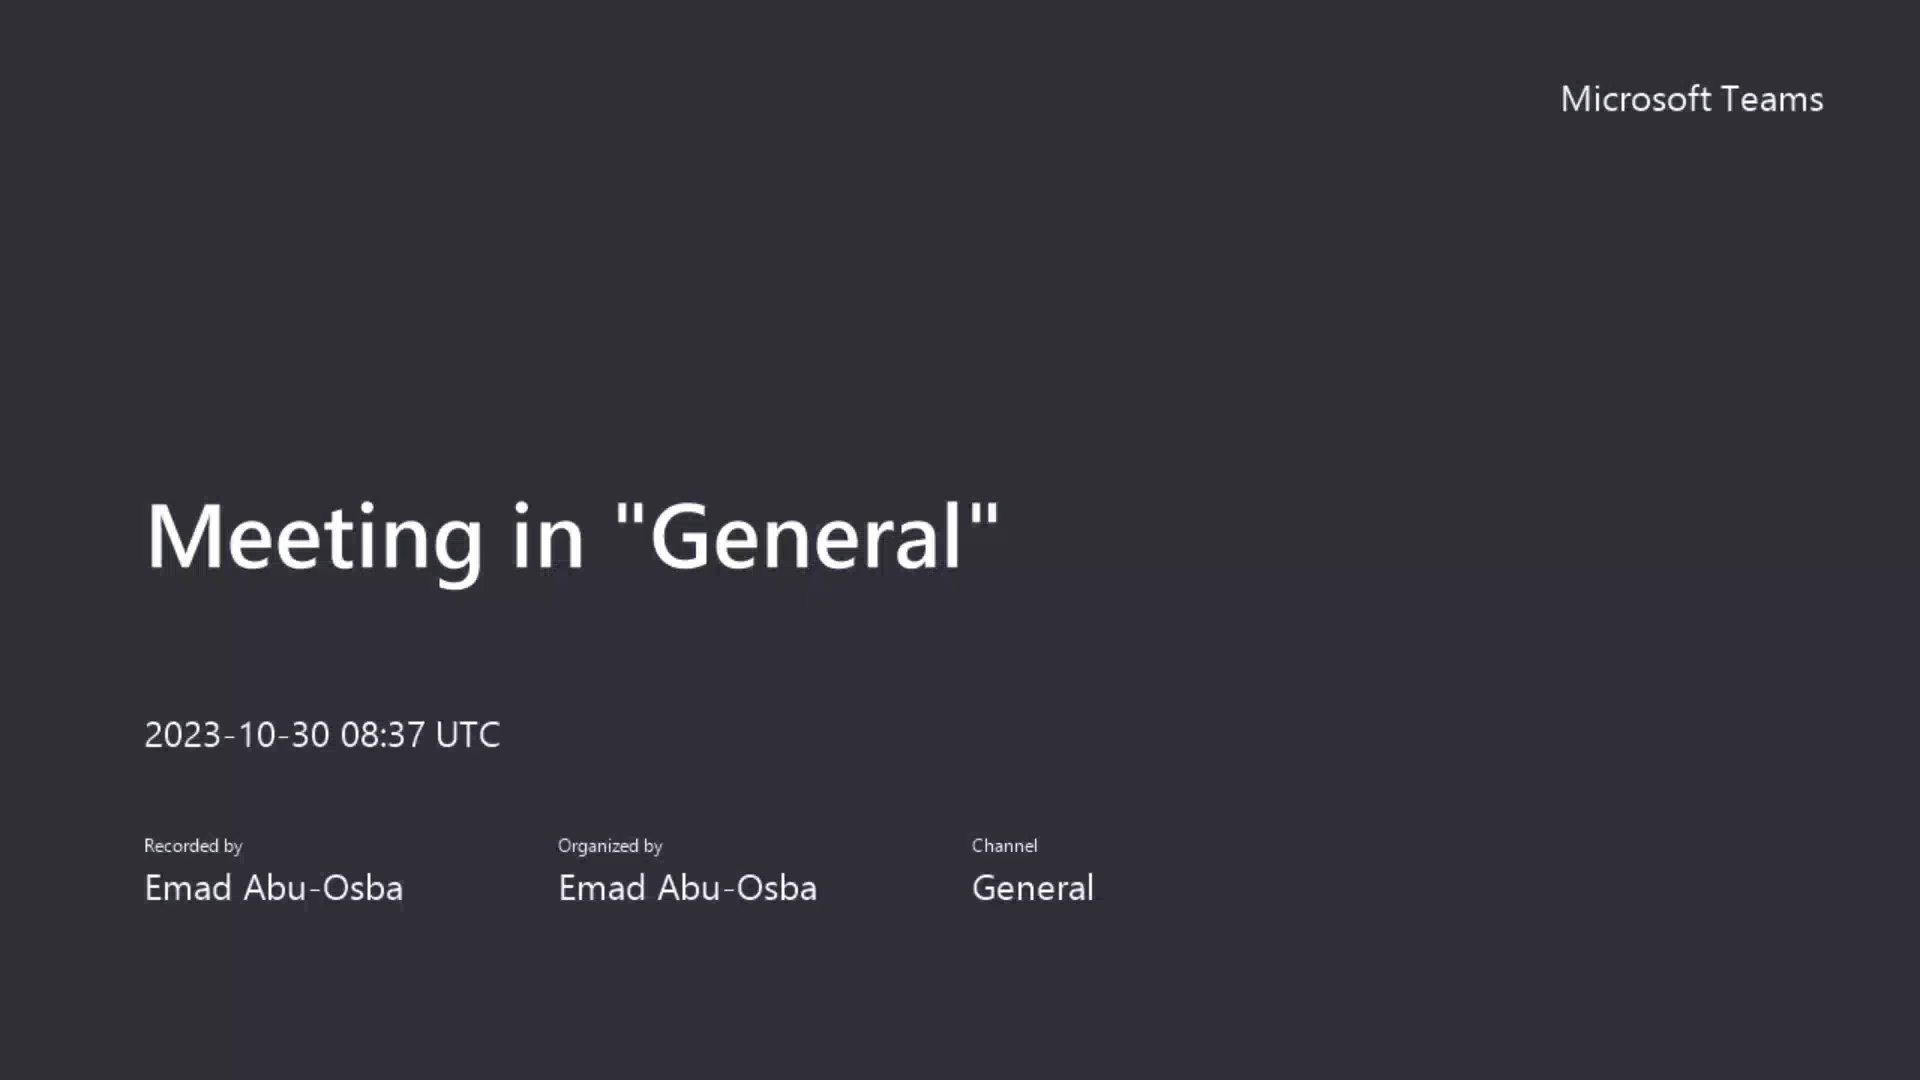 Microsoft Teams
Meeting in "General"
2023-10-30 08:37 UTC
Recorded by
Emad Abu-Osba
Organized by
Emad Abu-Osba
Channel
General